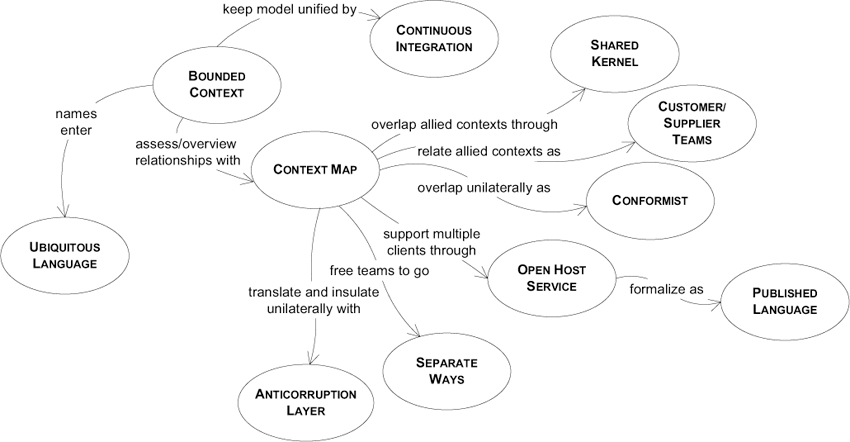 keep model unified by
CONTINUOUS
INTEGRATION
BOUNDED
CONTEXT
names
enter
assess/overview
relationships with
UBIQUITOUS
LANGUAGE
CONTEXT MAP
overlap allied contexts through
SHARED
KERNEL
relate allied contexts as
CUSTOMER/
SUPPLIER
TEAMS
overlap unilaterally as
CONFORMIST
support multiple
clients through
OPEN HOST
SERVICE
formalize as
PUBLISHED
LANGUAGE
free teams to go
SEPARATE
WAYS
translate and insulate
unilaterally with
ANTICORRUPTION
LAYER